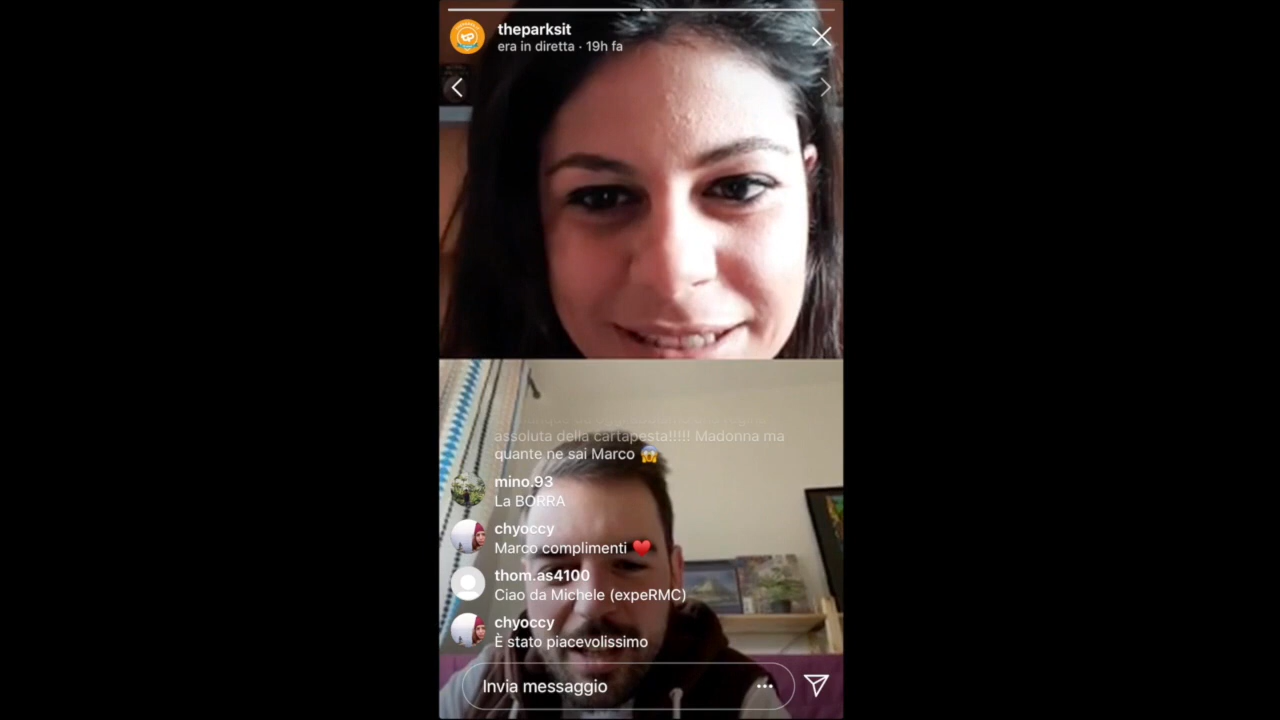 theparksit
era in diretta · 19h fa
assoluta della cartapesta!!!!! Madonna ma
quante ne sai Marco 😱
mino.93
La BORRA
chyoccy
Marco complimenti ❤️
thom.as4100
Ciao da Michele (expeRMC)
chyoccy
È stato piacevolissimo
Invia messaggio